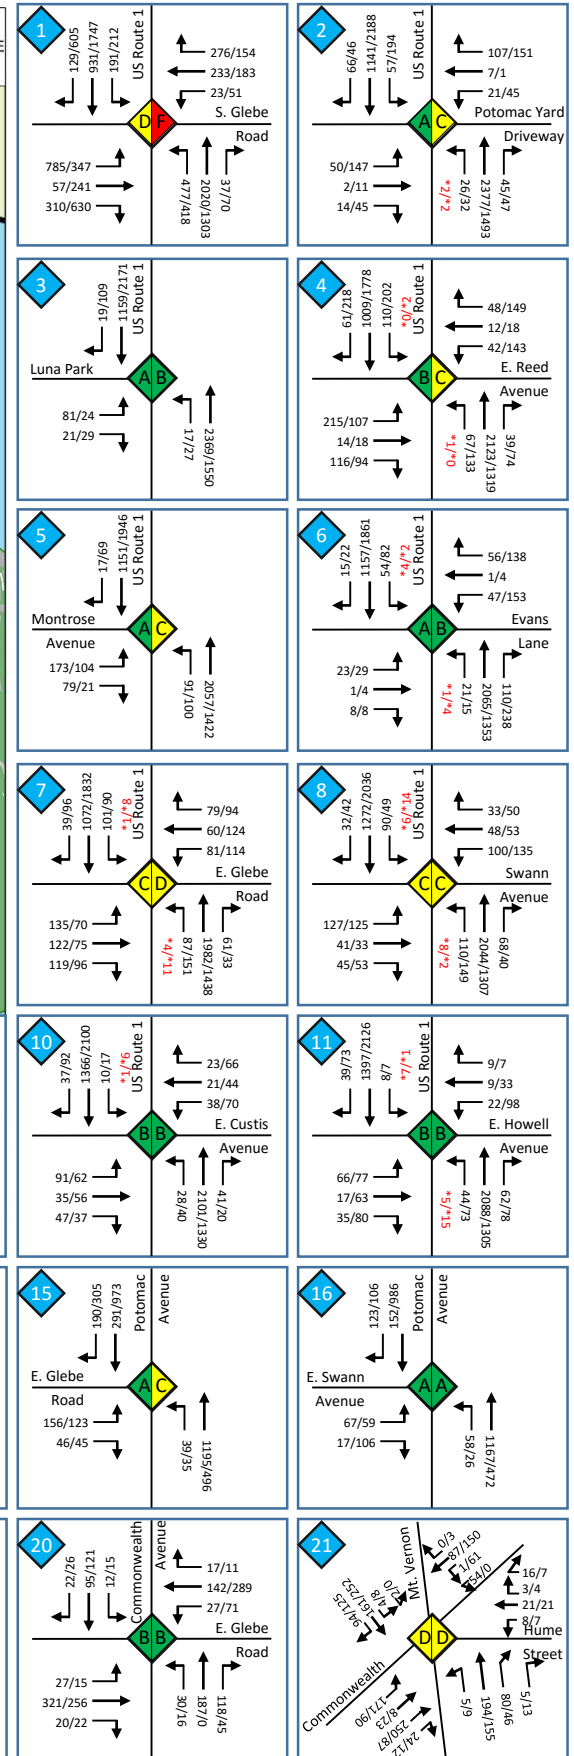 E
1
129/605
931/1747
191/212
US Route 1
276/154
233/183
23/51
D F
S. Glebe
Road
785/347
57/241
310/630
477/418
2020/1303
37/70
2
66/46
1141/2188
57/194
US Route 1
107/151
7/1
21/45
A C
Potomac Yard
Driveway
50/147
2/11
14/45
*2/*2
26/32
2377/1493
45/47
3
19/109
1159/2171
US Route 1
Luna Park
A B
81/24
21/29
17/27
2369/1550
4
61/218
1009/1778
110/202
*0/*2
US Route 1
48/149
12/18
42/143
B C
E. Reed
Avenue
215/107
14/18
116/94
*1/*0
67/133
2123/1319
39/74
5
17/69
1151/1946
US Route 1
Montrose
Avenue
A C
173/104
79/21
91/100
2057/1422
6
15/22
1157/1861
54/82
*4/*2
US Route 1
56/138
1/4
47/153
A B
Evans
Lane
23/29
1/4
8/8
*1/*4
21/15
2065/1353
110/238
7
39/96
1072/1832
101/90
*1/*8
US Route 1
79/94
60/124
81/114
C D
E. Glebe
Road
135/70
122/75
119/96
*4/*11
87/151
1982/1438
61/33
8
32/42
1272/2036
90/49
*6/*14
US Route 1
33/50
48/53
100/135
C C
Swann
Avenue
127/125
41/33
45/53
*8/*2
110/149
2044/1307
68/40
10
37/92
1366/2100
10/17
*1/*6
US Route 1
23/66
21/44
38/70
B B
E. Custis
Avenue
91/62
35/56
47/37
28/40
2101/1330
41/20
11
39/73
1397/2126
8/7
*7/*1
US Route 1
9/7
9/33
22/98
B B
E. Howell
Avenue
66/77
17/63
35/80
*5/*15
44/73
2088/1305
62/78
15
190/305
291/973
Potomac
Avenue
E. Glebe
Road
A C
156/123
46/45
39/35
1195/496
16
123/106
152/986
Potomac
Avenue
E. Swann
Avenue
A A
67/59
17/106
58/26
1167/472
20
22/26
95/121
12/15
Commonwealth
Avenue
17/11
142/289
27/71
B B
E. Glebe
Road
27/15
321/256
20/22
30/16
187/0
118/45
21
Mt. Vernon
0/3
87/150
1/61
54/0
2/0
4/8
161/252
94/125
16/7
3/4
21/21
8/7
D D
Hume
Street
Commonwealth
171/90
8/23
250/87
24/12
5/9
194/155
80/46
5/13